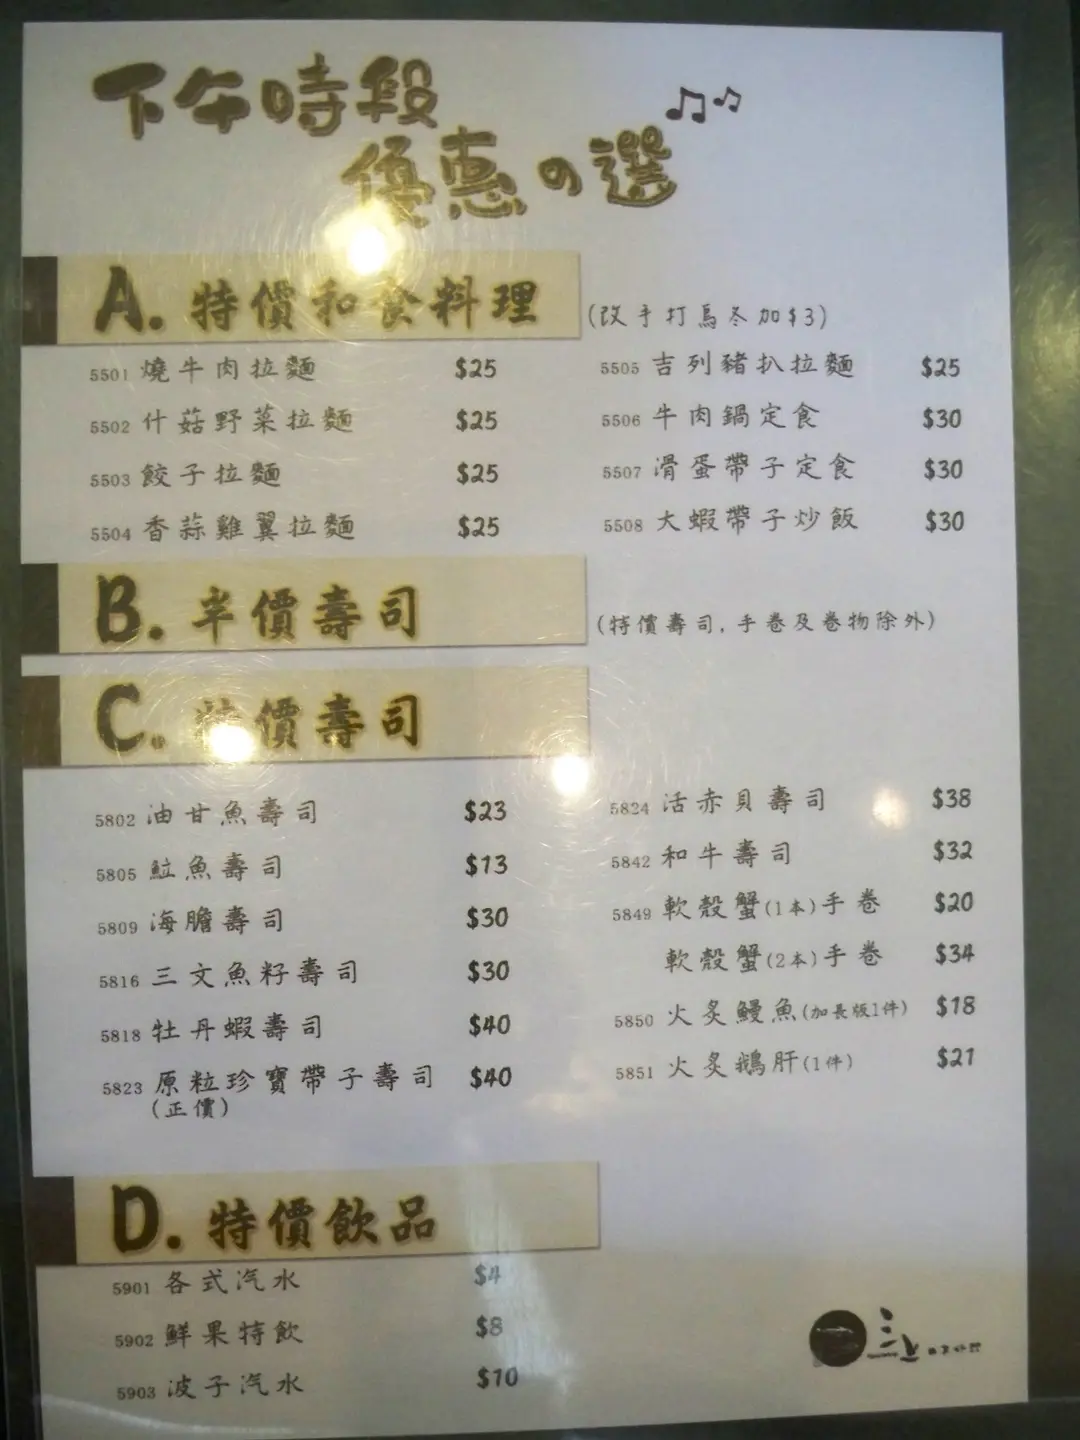 下午時段
優惠の選
A. 特價和食料理 (改手打烏冬加$3)
5501 燒牛肉拉麵 $25
5502 什菇野菜拉麵 $25
5503 餃子拉麵 $25
5504 香蒜雞翼拉麵 $25
5505 吉列豬扒拉麵 $25
5506 牛肉鍋定食 $30
5507 滑蛋帶子定食 $30
5508 大蝦帶子炒飯 $30
B. 半價壽司 (特價壽司,手卷及卷物除外)
C. 特價壽司
5802 油甘魚壽司 $23
5805 魟魚壽司 $13
5809 海膽壽司 $30
5816 三文魚籽壽司 $30
5818 牡丹蝦壽司 $40
5823 原粒珍寶帶子壽司 $40
(正價)
5824 活赤貝壽司 $38
5842 和牛壽司 $32
5849 軟殼蟹(1本)手卷 $20
軟殼蟹(2本)手卷 $34
5850 火炙鰻魚(加長版1件) $18
5851 火炙鵝肝(1件) $21
D. 特價飲品
5901 各式汽水 $4
5902 鮮果特飲 $8
5903 波子汽水 $10